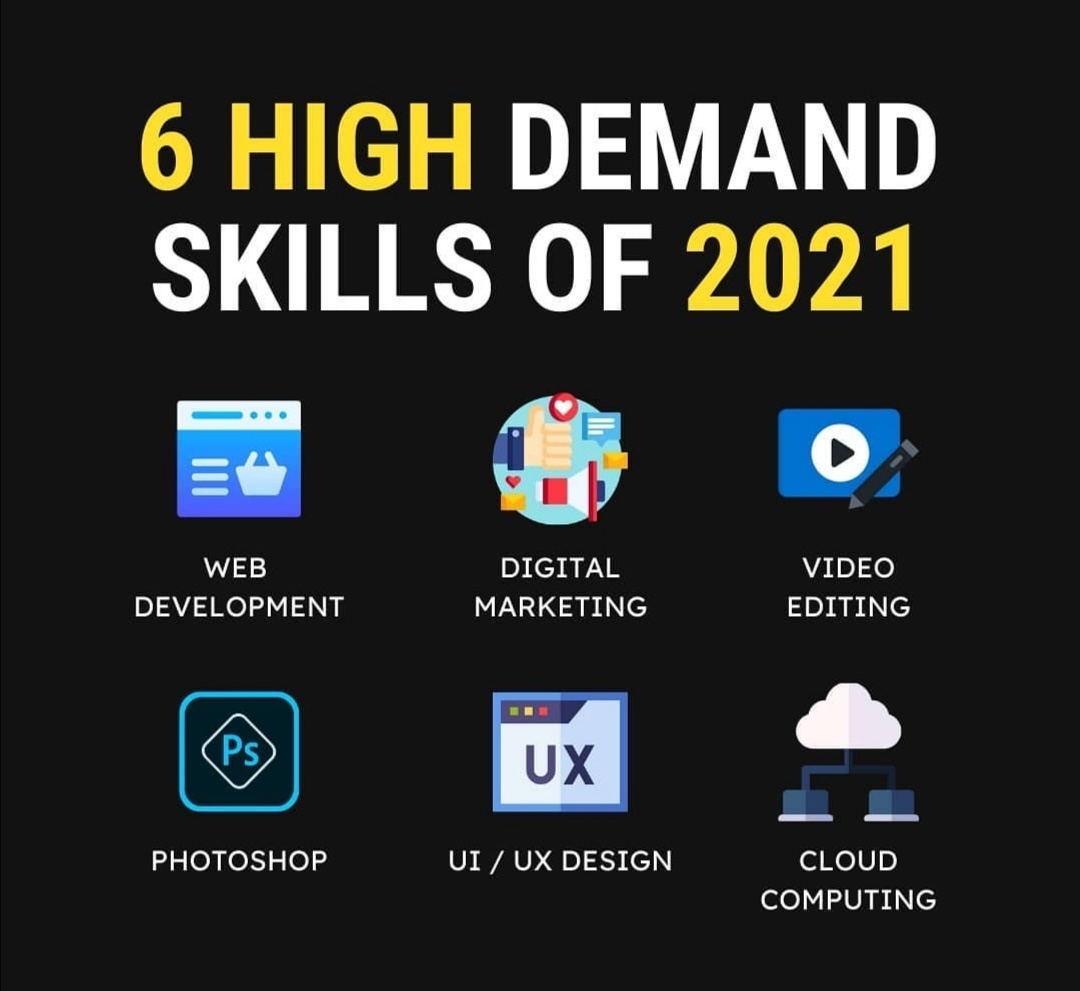 6 HIGH DEMAND
SKILLS OF 2021
WEB
DEVELOPMENT
DIGITAL
MARKETING
VIDEO
EDITING
Ps
PHOTOSHOP
UX
UI / UX DESIGN
CLOUD
COMPUTING